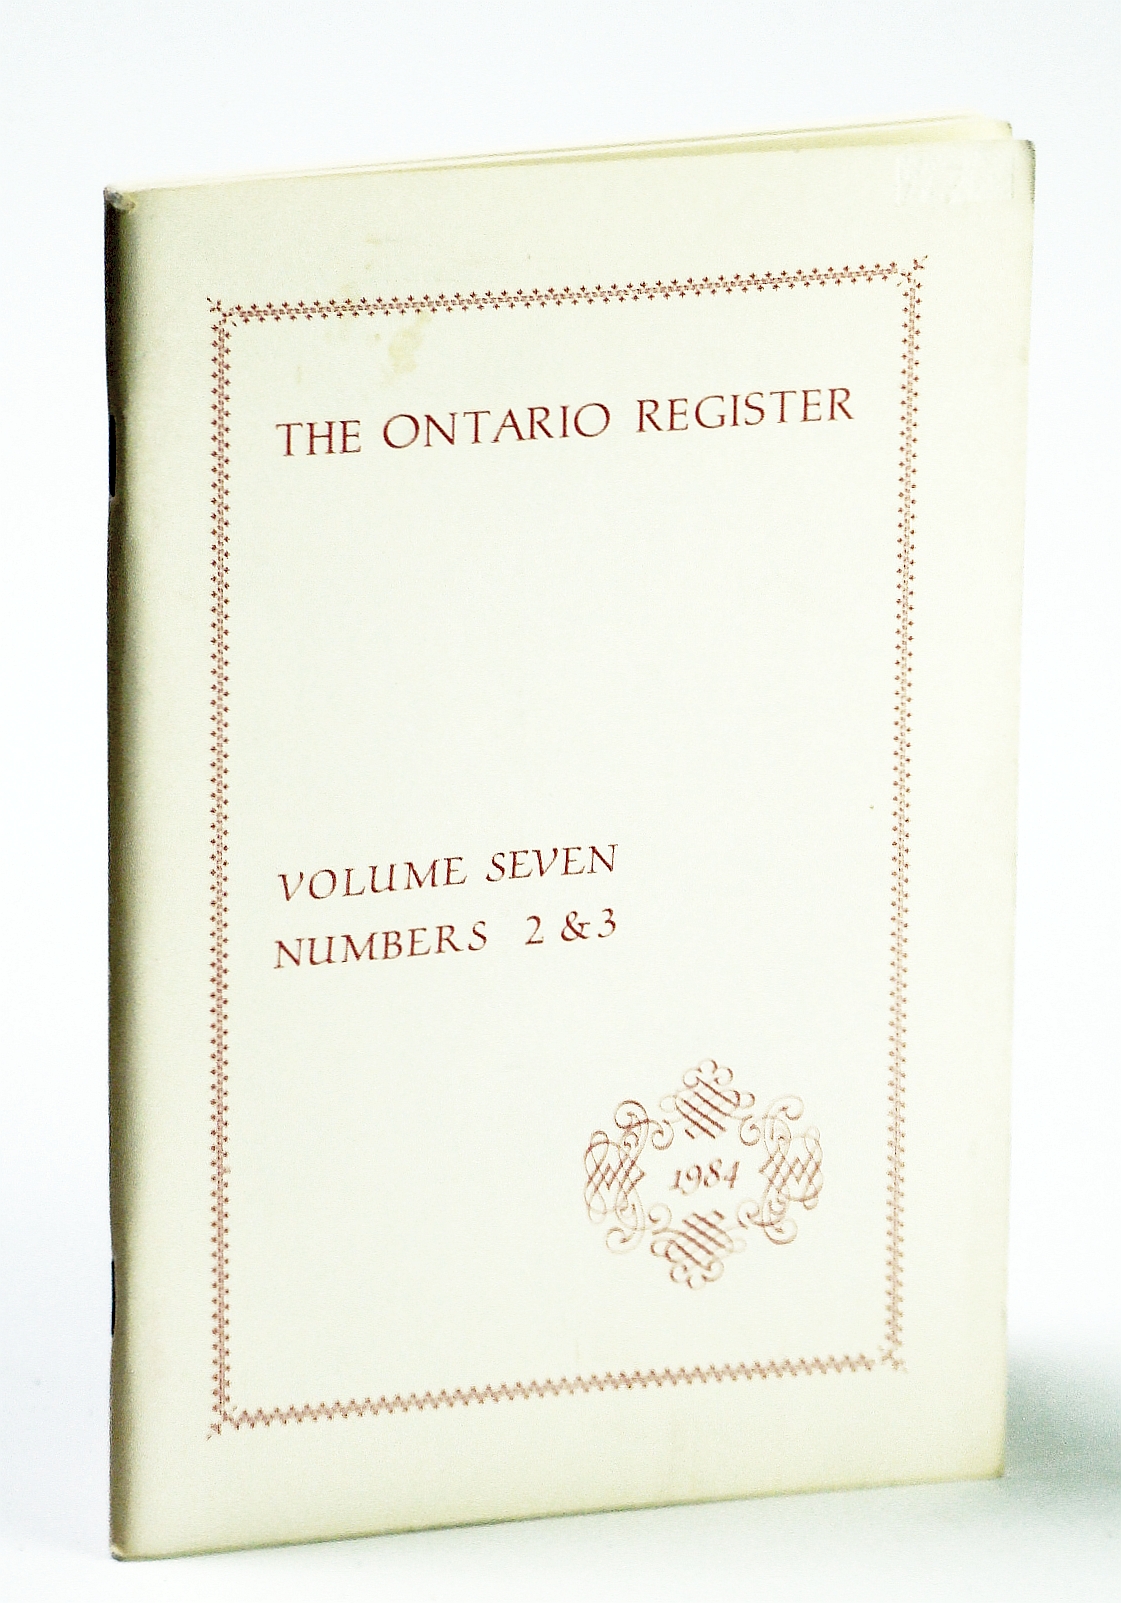 THE ONTARIO REGISTER
VOLUME SEVEN
NUMBERS 2 & 3
1984